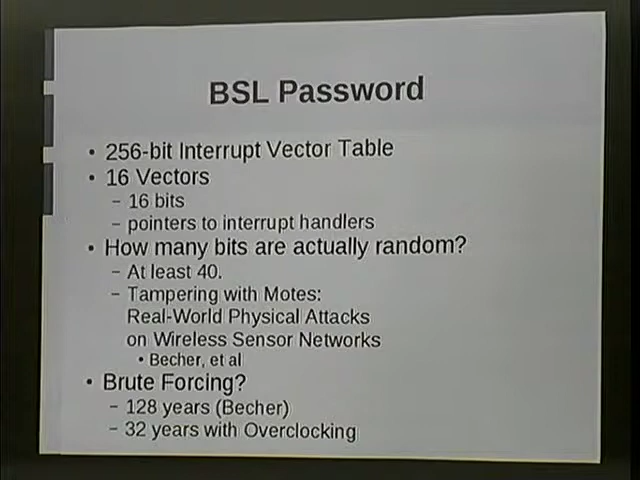 BSL Password
• 256-bit Interrupt Vector Table
• 16 Vectors
– 16 bits
– pointers to interrupt handlers
• How many bits are actually random?
– At least 40.
– Tampering with Motes:
Real-World Physical Attacks
on Wireless Sensor Networks
• Becher, et al
• Brute Forcing?
– 128 years (Becher)
– 32 years with Overclocking